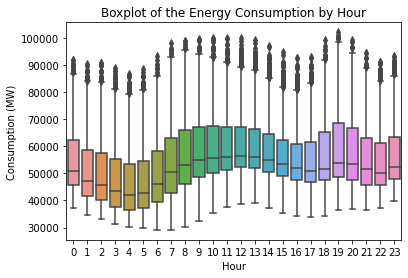 Boxplot of the Energy Consumption by Hour
100000
90000
80000
70000
60000
50000
40000
30000
Consumption (MW)
0 1 2 3 4 5 6 7 8 9 10 11 12 13 14 15 16 17 18 19 20 21 22 23
Hour